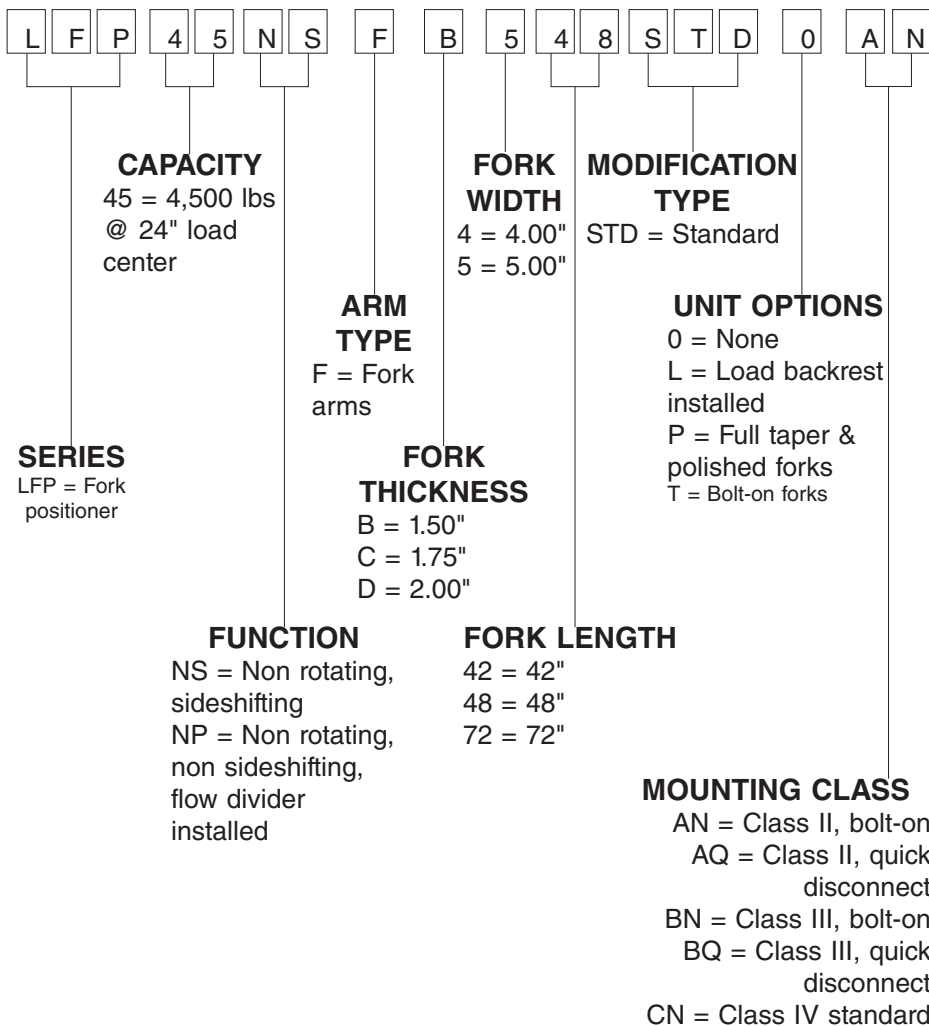 L F P 4 5 N S F B 5 4 8 S T D 0 A N
CAPACITY
45 = 4,500 lbs
@ 24" load
center
FORK
WIDTH
4 = 4.00"
5 = 5.00"
MODIFICATION
TYPE
STD = Standard
ARM
TYPE
F = Fork
arms
UNIT OPTIONS
0 = None
L = Load backrest
installed
P = Full taper &
polished forks
T = Bolt-on forks
SERIES
LFP = Fork
positioner
FORK
THICKNESS
B = 1.50"
C = 1.75"
D = 2.00"
FUNCTION
NS = Non rotating,
sideshifting
NP = Non rotating,
non sideshifting,
flow divider
installed
FORK LENGTH
42 = 42"
48 = 48"
72 = 72"
MOUNTING CLASS
AN = Class II, bolt-on
AQ = Class II, quick
disconnect
BN = Class III, bolt-on
BQ = Class III, quick
disconnect
CN = Class IV standard